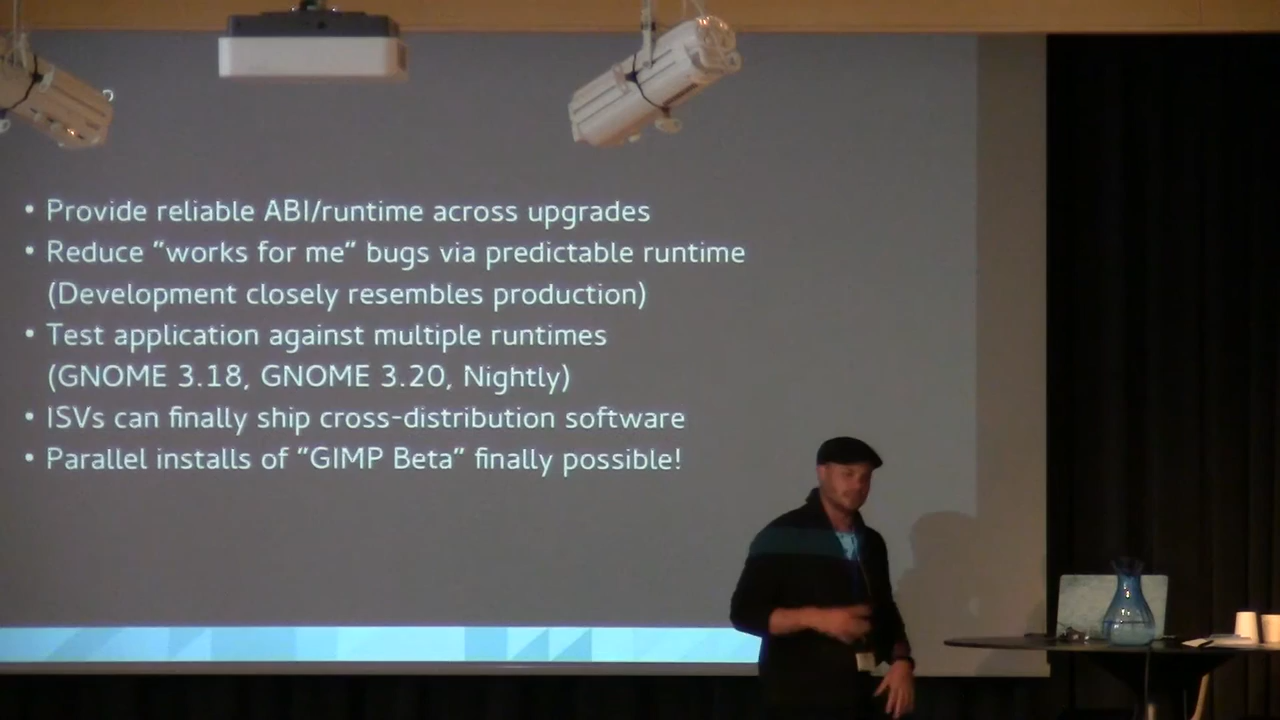 • Provide reliable ABI/runtime across upgrades
• Reduce "works for me" bugs via predictable runtime
(Development closely resembles production)
• Test application against multiple runtimes
(GNOME 3.18, GNOME 3.20, Nightly)
• ISVs can finally ship cross-distribution software
• Parallel installs of "GIMP Beta" finally possible!